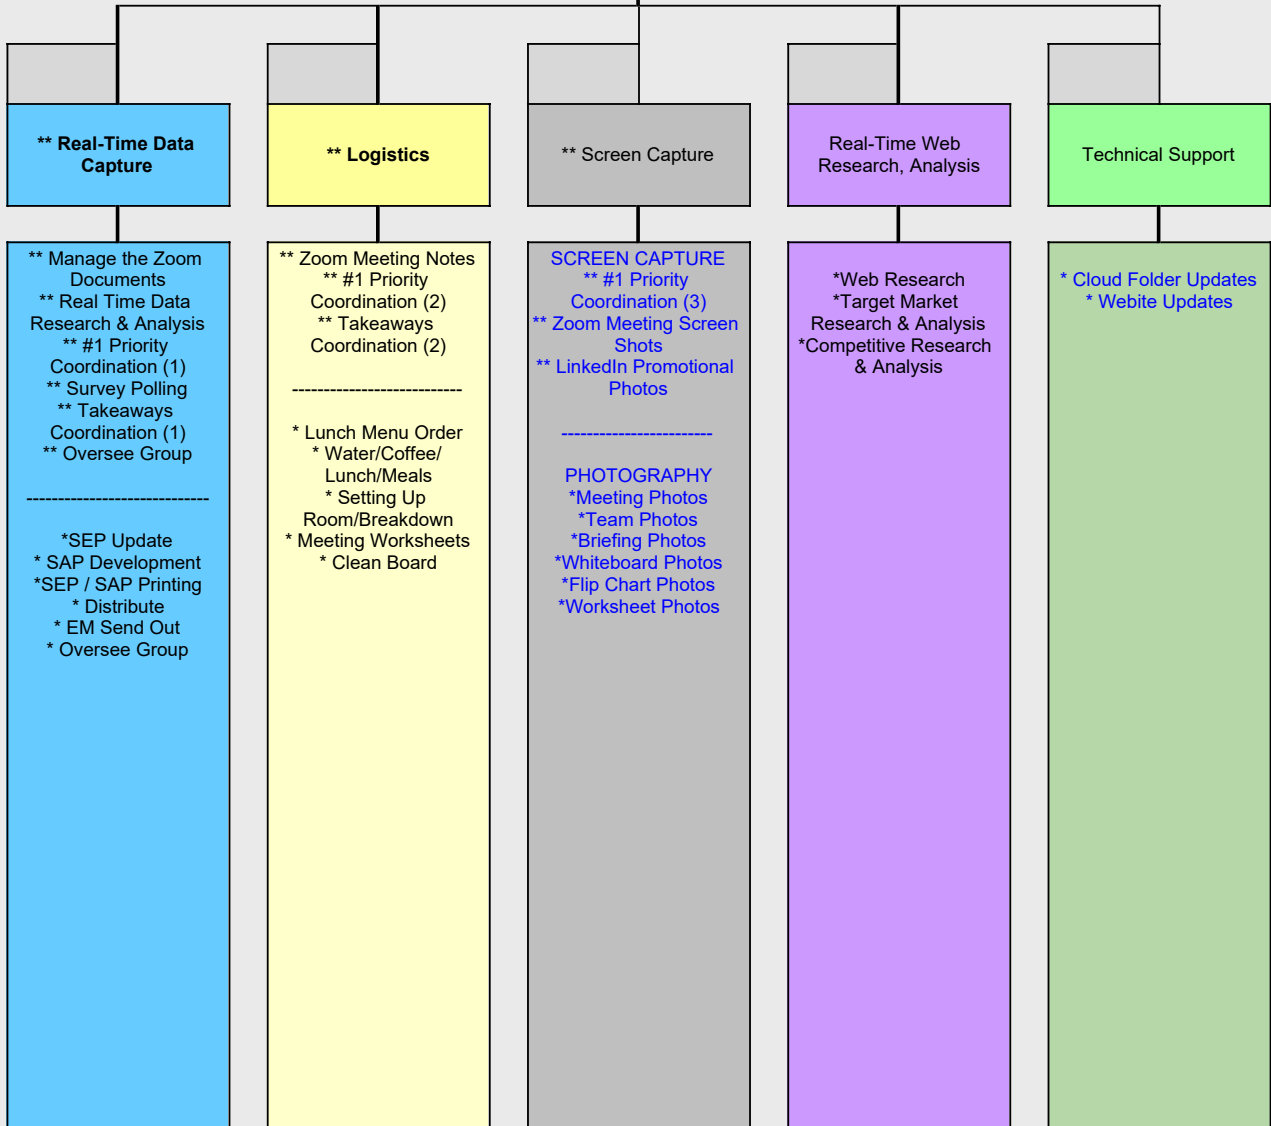 ** Real-Time Data
Capture
** Logistics
** Screen Capture
Real-Time Web
Research, Analysis
Technical Support
** Manage the Zoom
Documents
** Real Time Data
Research & Analysis
** #1 Priority
Coordination (1)
** Survey Polling
** Takeaways
Coordination (1)
** Oversee Group
-----------------------------
*SEP Update
* SAP Development
*SEP / SAP Printing
* Distribute
* EM Send Out
* Oversee Group
** Zoom Meeting Notes
** #1 Priority
Coordination (2)
** Takeaways
Coordination (2)
---------------------------
* Lunch Menu Order
* Water/Coffee/
Lunch/Meals
* Setting Up
Room/Breakdown
* Meeting Worksheets
* Clean Board
SCREEN CAPTURE
** #1 Priority
Coordination (3)
** Zoom Meeting Screen
Shots
** LinkedIn Promotional
Photos
------------------------
PHOTOGRAPHY
*Meeting Photos
*Team Photos
*Briefing Photos
*Whiteboard Photos
*Flip Chart Photos
*Worksheet Photos
*Web Research
*Target Market
Research & Analysis
*Competitive Research
& Analysis
* Cloud Folder Updates
* Webite Updates